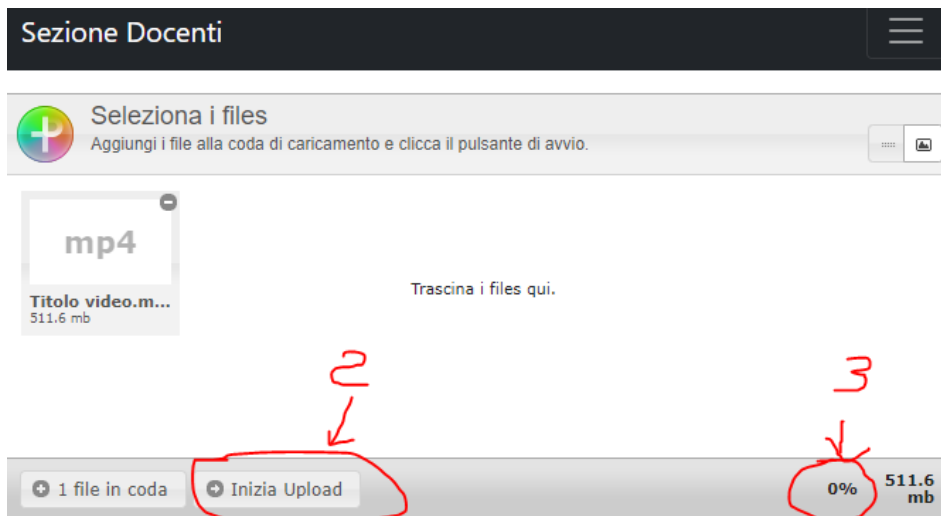 Sezione Docenti
Seleziona i files
Aggiungi i file alla coda di caricamento e clicca il pulsante di avvio.
mp4
Titolo video.m...
511.6 mb
Trascina i files qui.
2
3
1 file in coda
Inizia Upload
0%
511.6
mb